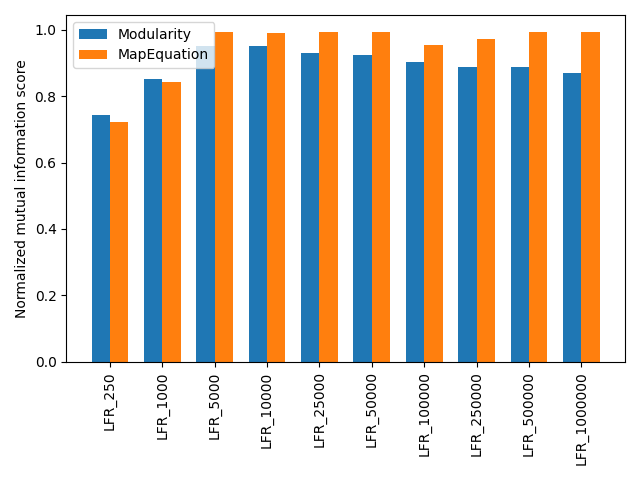 Modularity
MapEquation
Normalized mutual information score
1.0
0.8
0.6
0.4
0.2
0.0
LFR_250
LFR_1000
LFR_5000
LFR_10000
LFR_25000
LFR_50000
LFR_100000
LFR_250000
LFR_500000
LFR_1000000